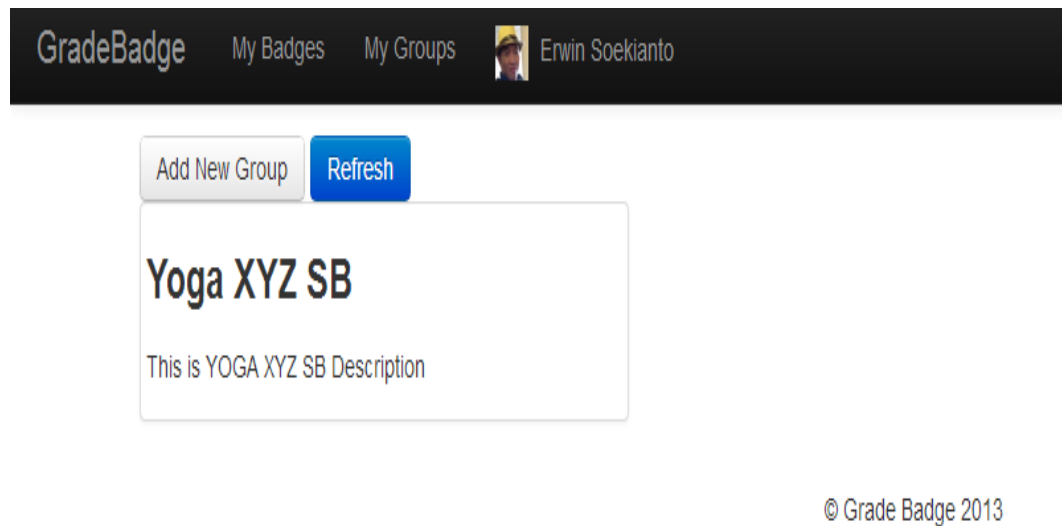 GradeBadge My Badges My Groups Erwin Soekianto
Add New Group Refresh
Yoga XYZ SB
This is YOGA XYZ SB Description
© Grade Badge 2013